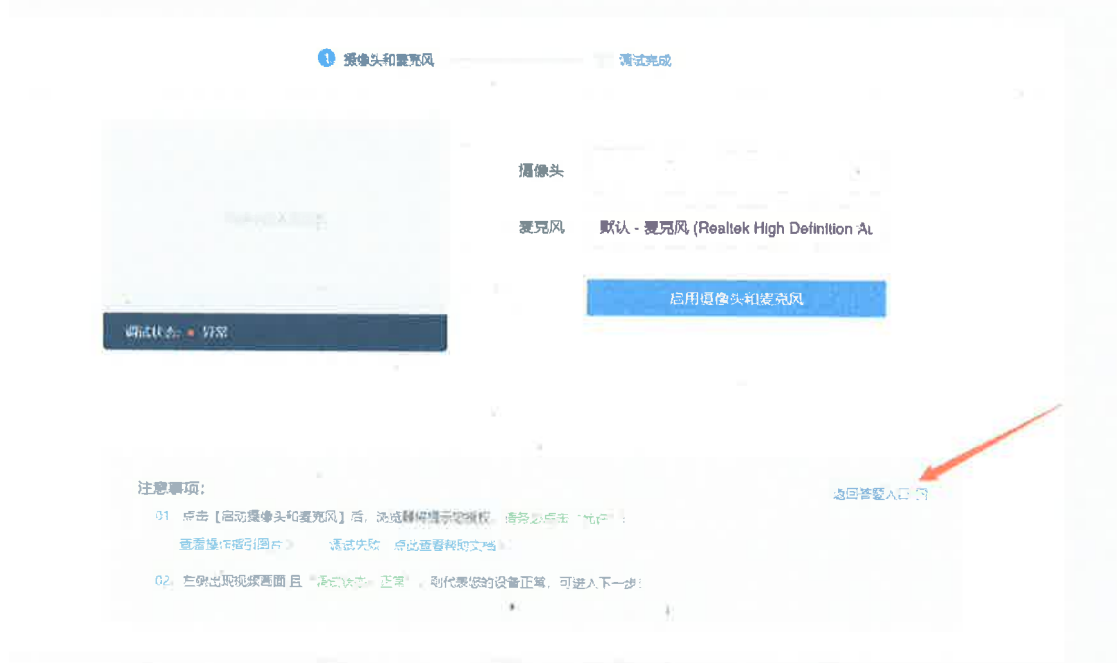 1 摄像头和麦克风 调试完成
摄像头
麦克风 默认 - 麦克风 (Realtek High Definition Au
启用摄像头和麦克风
调试状态: 异常
注意事项:
返回答题入口
01. 点击【启动摄像头和麦克风】后, 浏览器将提示您授权, 请务必点击 "允许" ;
查看操作指引图片> 调试失败, 点此查看帮助文档>
02. 左侧出现视频画面 且 "调试状态: 正常" , 则代表您的设备正常, 可进入下一步;